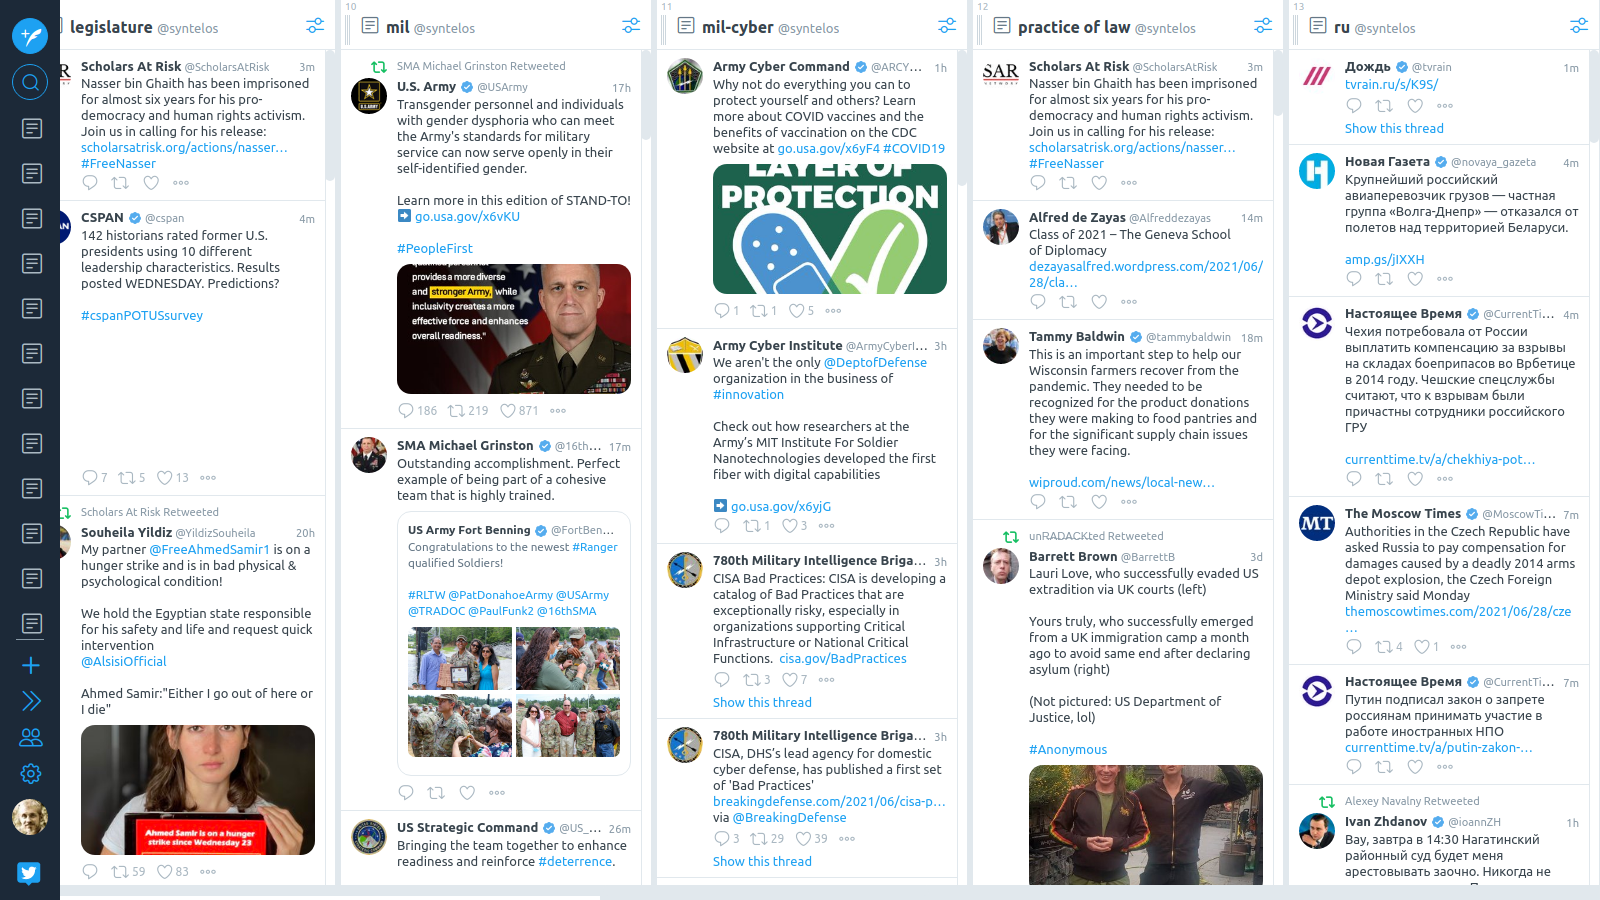 legislature @syntelos
Scholars At Risk @ScholarsAtRisk 3m
Nasser bin Ghaith has been imprisoned
for almost six years for his pro-
democracy and human rights activism.
Join us in calling for his release:
scholarsatrisk.org/actions/nasser…
#FreeNasser
CSPAN @cspan 4m
142 historians rated former U.S.
presidents using 10 different
leadership characteristics. Results
posted WEDNESDAY. Predictions?
#cspanPOTUSsurvey
7 5 13
Scholars At Risk Retweeted
Souheila Yildiz @YildizSouheila 20h
My partner @FreeAhmedSamir1 is on a
hunger strike and is in bad physical &
psychological condition!
We hold the Egyptian state responsible
for his safety and life and request quick
intervention
@AlsisiOfficial
Ahmed Samir:"Either I go out of here or
I die"
Ahmed Samir is on a hunger
strike since Wednesday 23
59 83
10
mil @syntelos
SMA Michael Grinston Retweeted
U.S. Army @USArmy 17h
Transgender personnel and individuals
with gender dysphoria who can meet
the Army's standards for military
service can now serve openly in their
self-identified gender.
Learn more in this edition of STAND-TO!
➡ go.usa.gov/x6vKU
#PeopleFirst
provides a more diverse
and stronger Army, while
inclusivity creates a more
effective force and enhances
overall readiness."
186 219 871
SMA Michael Grinston @16th… 17m
Outstanding accomplishment. Perfect
example of being part of a cohesive
team that is highly trained.
US Army Fort Benning @FortBen…
Congratulations to the newest #Ranger
qualified Soldiers!
#RLTW @PatDonahoeArmy @USArmy
@TRADOC @PaulFunk2 @16thSMA
US Strategic Command @US_… 26m
Bringing the team together to enhance
readiness and reinforce #deterrence.
11
mil-cyber @syntelos
Army Cyber Command @ARCY… 1h
Why not do everything you can to
protect yourself and others? Learn
more about COVID vaccines and the
benefits of vaccination on the CDC
website at go.usa.gov/x6yF4 #COVID19
LAYER OF
PROTECTION
1 1 5
Army Cyber Institute @ArmyCyberI… 3h
We aren't the only @DeptofDefense
organization in the business of
#innovation
Check out how researchers at the
Army's MIT Institute For Soldier
Nanotechnologies developed the first
fiber with digital capabilities
➡ go.usa.gov/x6yjG
1 3
780th Military Intelligence Briga… 3h
CISA Bad Practices: CISA is developing a
catalog of Bad Practices that are
exceptionally risky, especially in
organizations supporting Critical
Infrastructure or National Critical
Functions. cisa.gov/BadPractices
3 7
Show this thread
780th Military Intelligence Briga… 3h
CISA, DHS's lead agency for domestic
cyber defense, has published a first set
of 'Bad Practices'
breakingdefense.com/2021/06/cisa-p…
via @BreakingDefense
3 29 39
Show this thread
12
practice of law @syntelos
SAR
Scholars At Risk @ScholarsAtRisk 3m
Nasser bin Ghaith has been imprisoned
for almost six years for his pro-
democracy and human rights activism.
Join us in calling for his release:
scholarsatrisk.org/actions/nasser…
#FreeNasser
Alfred de Zayas @Alfreddezayas 14m
Class of 2021 – The Geneva School
of Diplomacy
dezayasalfred.wordpress.com/2021/06/
28/cla…
Tammy Baldwin @tammybaldwin 18m
This is an important step to help our
Wisconsin farmers recover from the
pandemic. They needed to be
recognized for the product donations
they were making to food pantries and
for the significant supply chain issues
they were facing.
wiproud.com/news/local-new…
unRADACKted Retweeted
Barrett Brown @BarrettB 3d
Lauri Love, who successfully evaded US
extradition via UK courts (left)
Yours truly, who successfully emerged
from a UK immigration camp a month
ago to avoid same end after declaring
asylum (right)
(Not pictured: US Department of
Justice, lol)
#Anonymous
13
ru @syntelos
Дождь @tvrain 1m
tvrain.ru/s/K9S/
Show this thread
Новая Газета @novaya_gazeta 4m
Крупнейший российский
авиаперевозчик грузов — частная
группа «Волга-Днепр» — отказался от
полетов над территорией Беларуси.
amp.gs/jIXXH
Настоящее Время @CurrentTi… 4m
Чехия потребовала от России
выплатить компенсацию за взрывы
на складах боеприпасов во Врбетице
в 2014 году. Чешские спецслужбы
считают, что к взрывам были
причастны сотрудники российского
ГРУ
currenttime.tv/a/chekhiya-pot…
MT
The Moscow Times @MoscowTi… 7m
Authorities in the Czech Republic have
asked Russia to pay compensation for
damages caused by a deadly 2014 arms
depot explosion, the Czech Foreign
Ministry said Monday
themoscowtimes.com/2021/06/28/cze
…
4 1
Настоящее Время @CurrentTi… 7m
Путин подписал закон о запрете
россиянам принимать участие в
работе иностранных НПО
currenttime.tv/a/putin-zakon-…
Alexey Navalny Retweeted
Ivan Zhdanov @ioannZH 1h
Вау, завтра в 14:30 Нагатинский
районный суд будет меня
арестовывать заочно. Никогда не